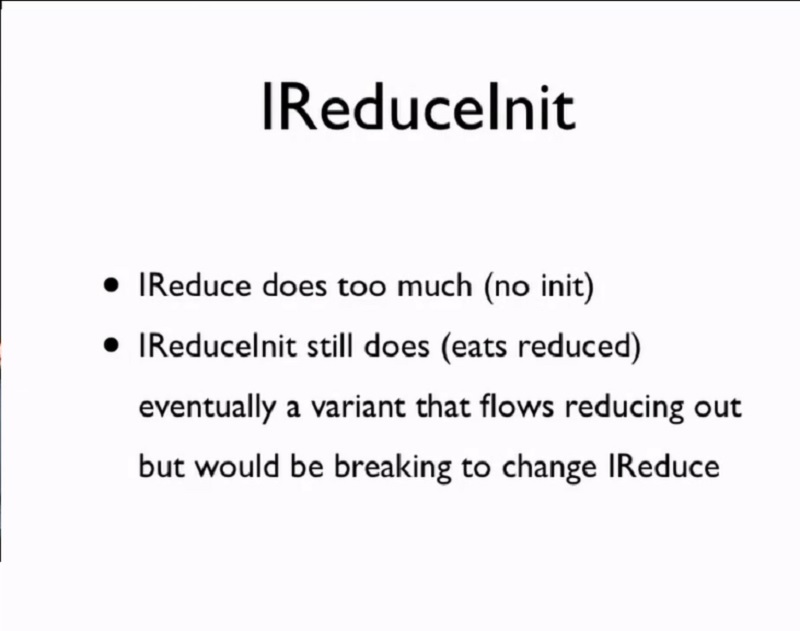 IReduceInit
• IReduce does too much (no init)
• IReduceInit still does (eats reduced)
eventually a variant that flows reducing out
but would be breaking to change IReduce